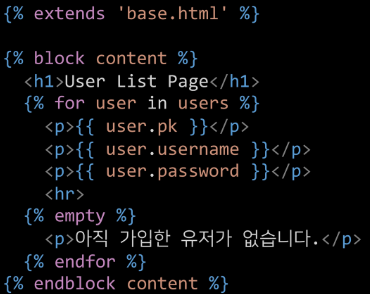 {% extends 'base.html' %}
{% block content %}
<h1>User List Page</h1>
{% for user in users %}
<p>{{ user.pk }}</p>
<p>{{ user.username }}</p>
<p>{{ user.password }}</p>
<hr>
{% empty %}
<p>아직 가입한 유저가 없습니다.</p>
{% endfor %}
{% endblock content %}